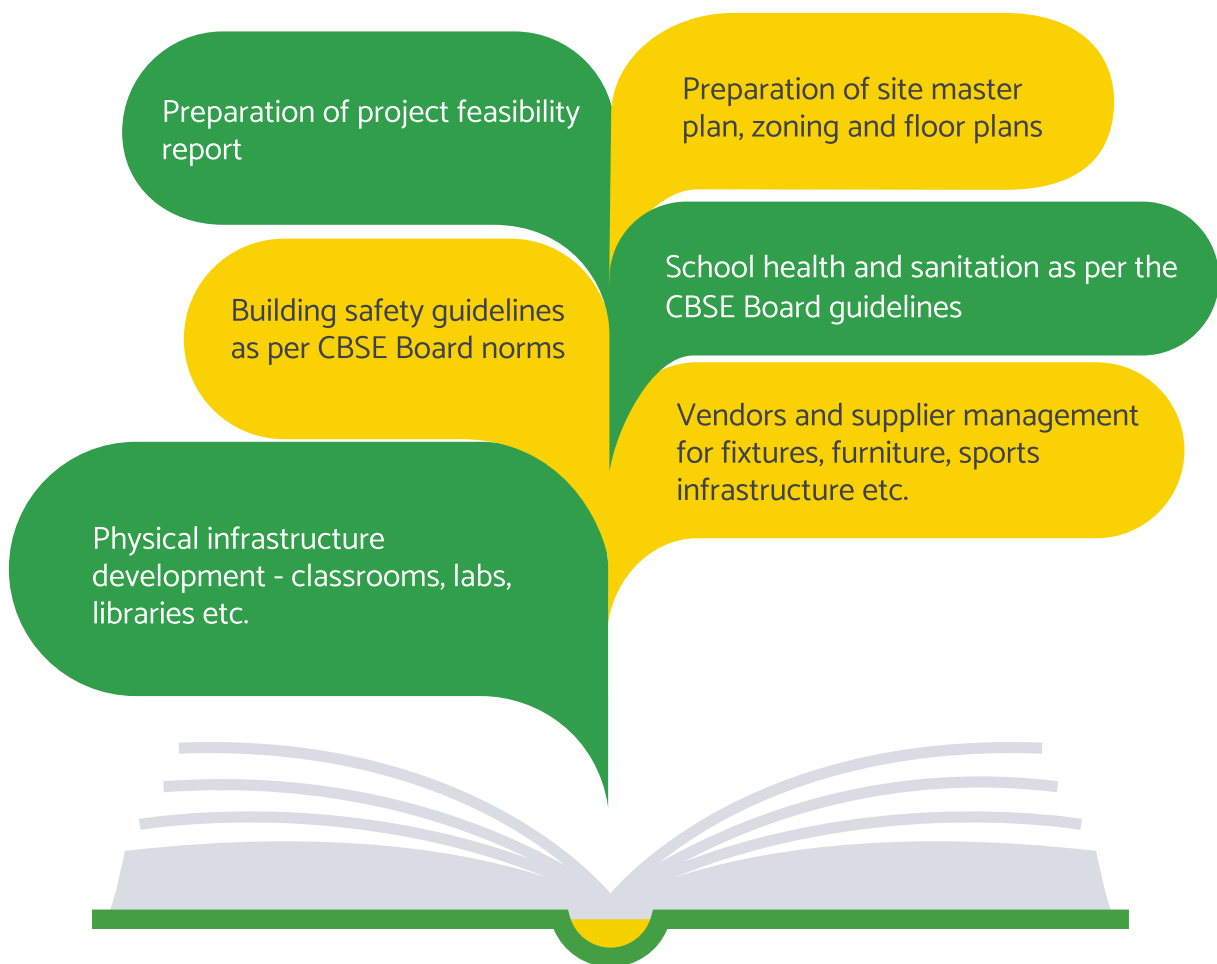 Preparation of project feasibility
report
Preparation of site master
plan, zoning and floor plans
Building safety guidelines
as per CBSE Board norms
School health and sanitation as per the
CBSE Board guidelines
Physical infrastructure
development - classrooms, labs,
libraries etc.
Vendors and supplier management
for fixtures, furniture, sports
infrastructure etc.